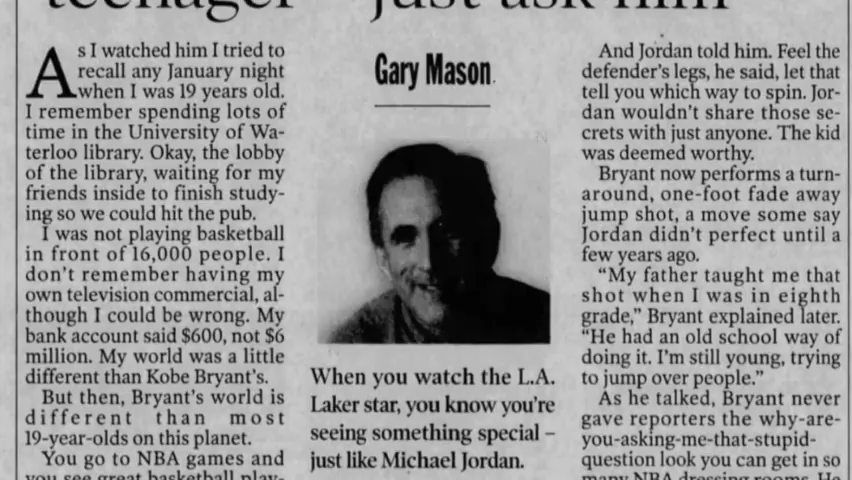 teenager – just ask him
As I watched him I tried to
recall any January night
when I was 19 years old.
I remember spending lots of
time in the University of Wa-
terloo library. Okay, the lobby
of the library, waiting for my
friends inside to finish study-
ing so we could hit the pub.
I was not playing basketball
in front of 16,000 people. I
don't remember having my
own television commercial, al-
though I could be wrong. My
bank account said $600, not $6
million. My world was a little
different than Kobe Bryant's.
But then, Bryant's world is
different than most
19-year-olds on this planet.
You go to NBA games and
you see great basketball play-
Gary Mason
When you watch the L.A.
Laker star, you know you're
seeing something special –
just like Michael Jordan.
And Jordan told him. Feel the
defender's legs, he said, let that
tell you which way to spin. Jor-
dan wouldn't share those se-
crets with just anyone. The kid
was deemed worthy.
Bryant now performs a turn-
around, one-foot fade away
jump shot, a move some say
Jordan didn't perfect until a
few years ago.
“My father taught me that
shot when I was in eighth
grade,” Bryant explained later.
“He had an old school way of
doing it. I'm still young, trying
to jump over people.”
As he talked, Bryant never
gave reporters the why-are-
you-asking-me-that-stupid-
question look you can get in so
many NBA dressing rooms. He